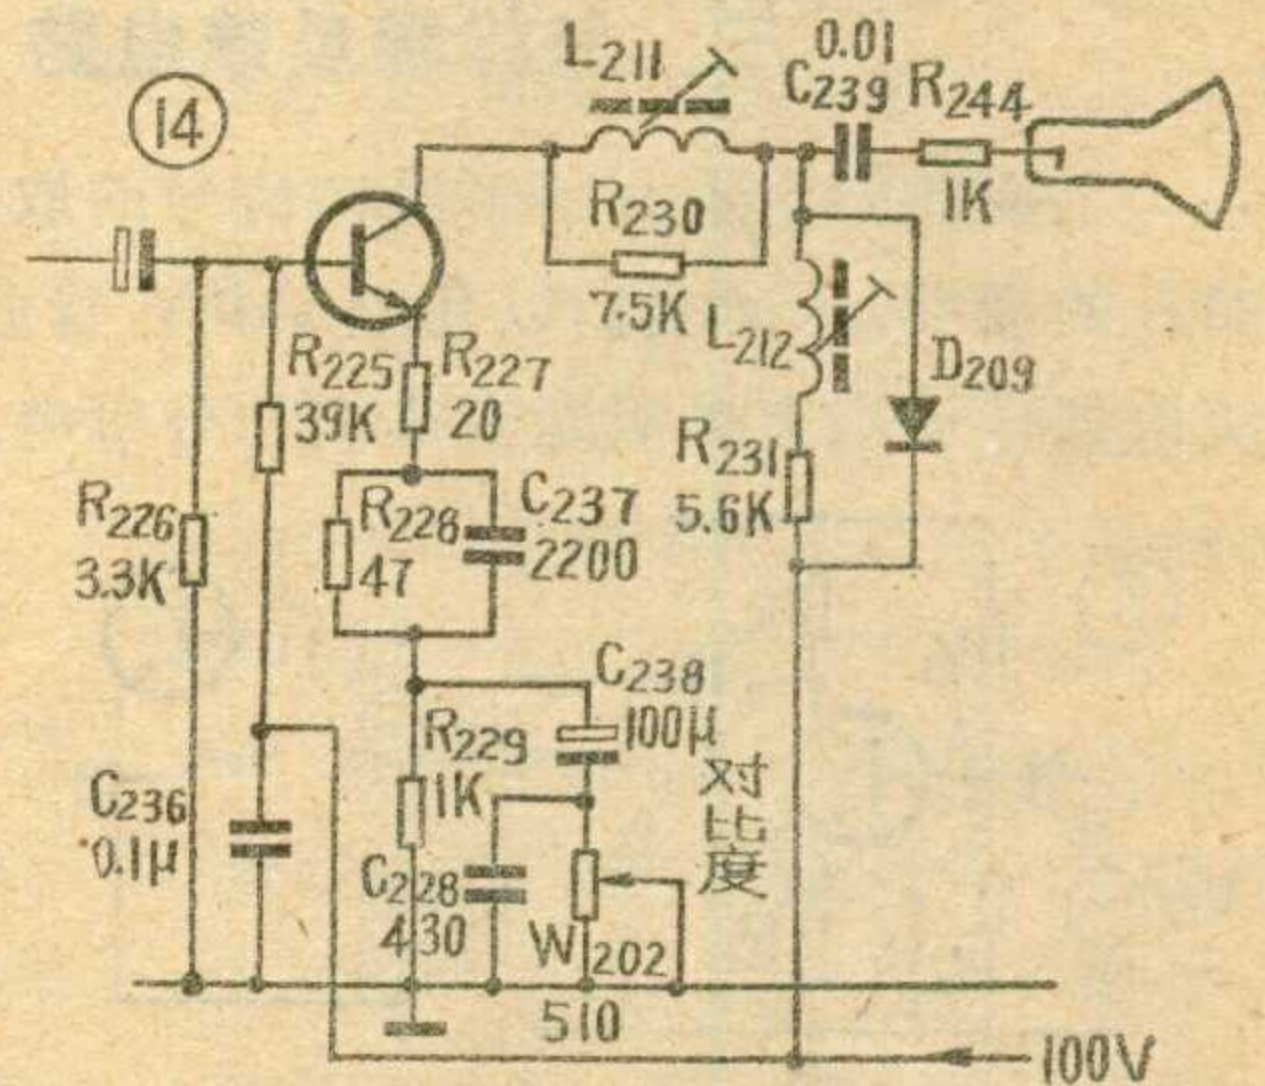 14
L211
0.01
C239
R244
1K
R230
7.5K
L212
D209
R225
39K
R227
20
R231
5.6K
R226
3.3K
R228
47
C237
2200
C238
100μ
R229
1K
对比度
C236
0.1μ
C228
430
W202
510
100V